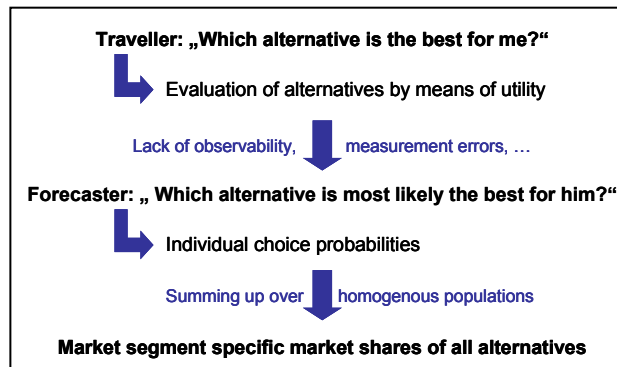 Traveller: „Which alternative is the best for me?“
Evaluation of alternatives by means of utility
Lack of observability, measurement errors, …
Forecaster: „ Which alternative is most likely the best for him?“
Individual choice probabilities
Summing up over homogenous populations
Market segment specific market shares of all alternatives